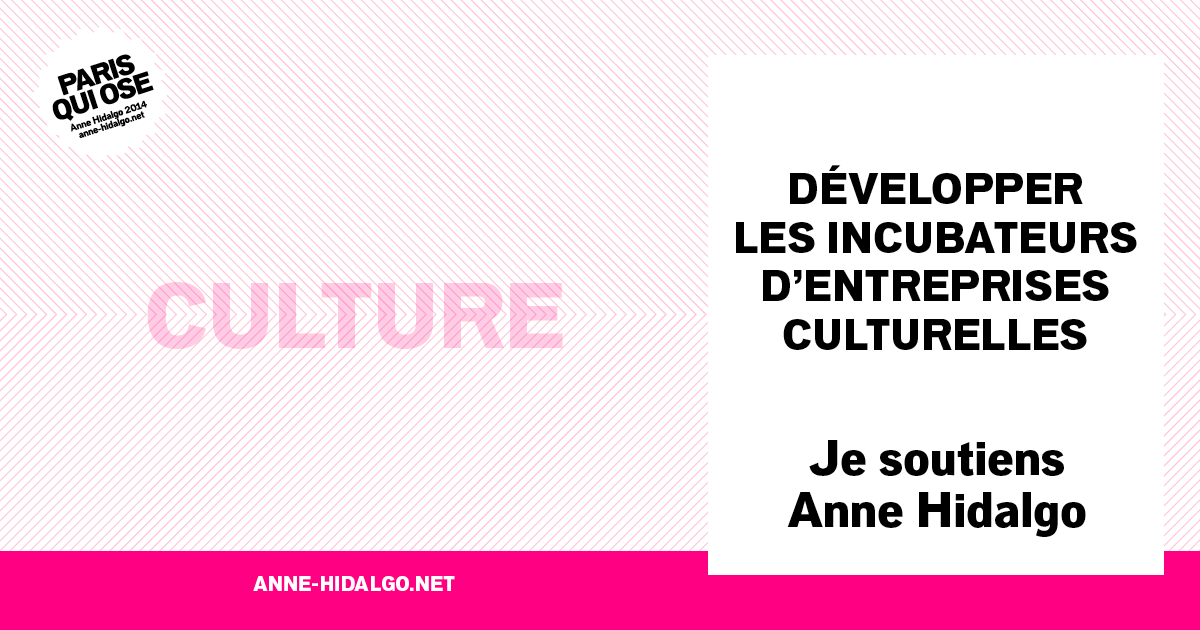 PARIS
QUI OSE
Anne Hidalgo 2014
anne-hidalgo.net
CULTURE
DÉVELOPPER
LES INCUBATEURS
D’ENTREPRISES
CULTURELLES
Je soutiens
Anne Hidalgo
ANNE-HIDALGO.NET